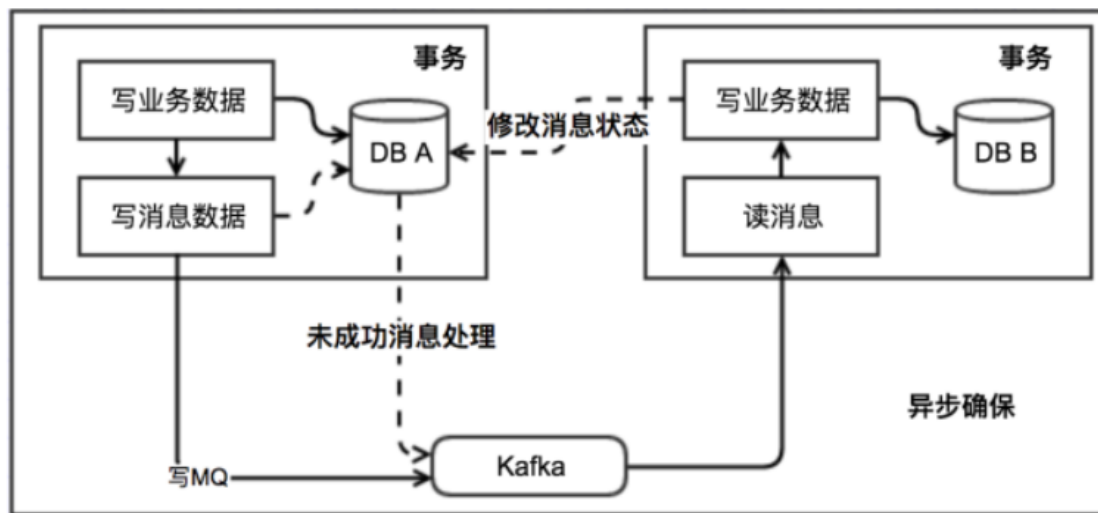 事务
写业务数据
DB A
写消息数据
修改消息状态
事务
写业务数据
DB B
读消息
未成功消息处理
异步确保
写MQ
Kafka